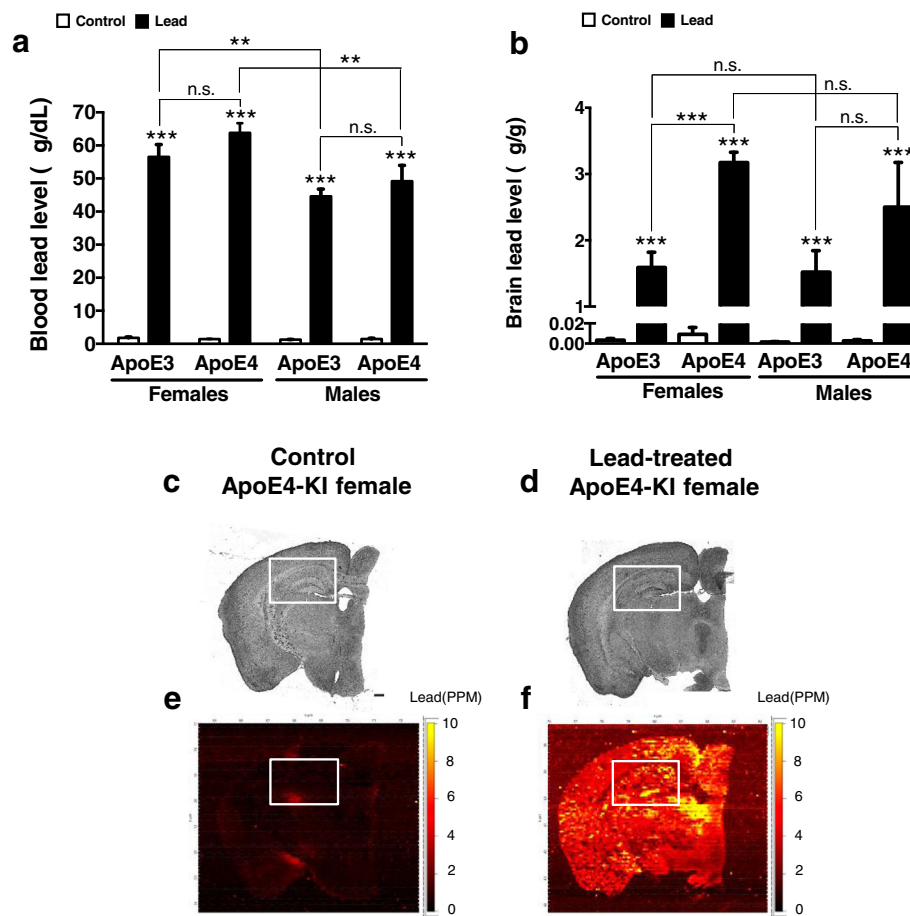 Control Lead
a
Blood lead level ( g/dL)
70
60
50
40
30
20
10
0
**
**
n.s.
n.s.
***
***
***
***
ApoE3 ApoE4 ApoE3 ApoE4
Females Males
Control Lead
b
Brain lead level ( g/g)
4
3
2
1
0.02
0.00
n.s.
n.s.
***
n.s.
***
***
***
***
ApoE3 ApoE4 ApoE3 ApoE4
Females Males
c
Control
ApoE4-KI female
d
Lead-treated
ApoE4-KI female
e
Lead(PPM)
10
8
6
4
2
0
f
Lead(PPM)
10
8
6
4
2
0